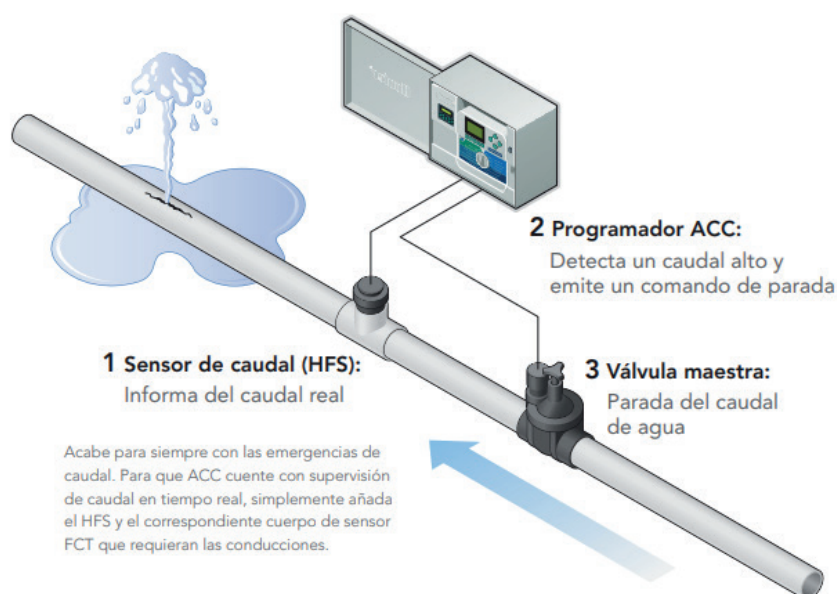 2 Programador ACC:
Detecta un caudal alto y
emite un comando de parada
1 Sensor de caudal (HFS):
Informa del caudal real
3 Válvula maestra:
Parada del caudal
de agua
Acabe para siempre con las emergencias de
caudal. Para que ACC cuente con supervisión
de caudal en tiempo real, simplemente añada
el HFS y el correspondiente cuerpo de sensor
FCT que requieran las conducciones.